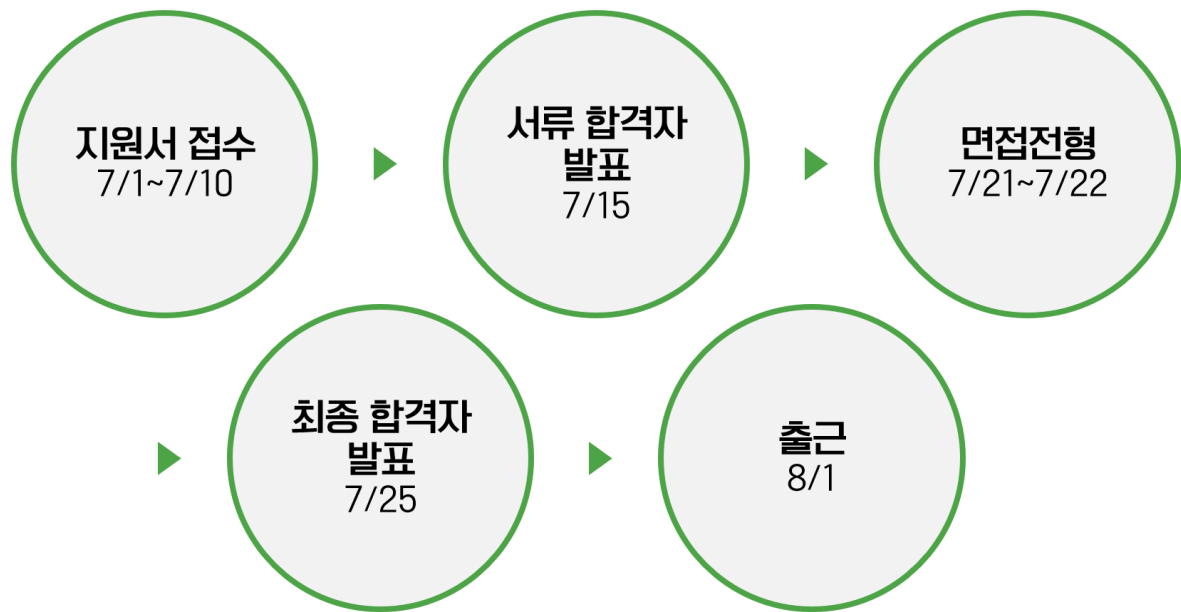 지원서 접수
7/1~7/10
서류 합격자
발표
7/15
면접전형
7/21~7/22
최종 합격자
발표
7/25
출근
8/1